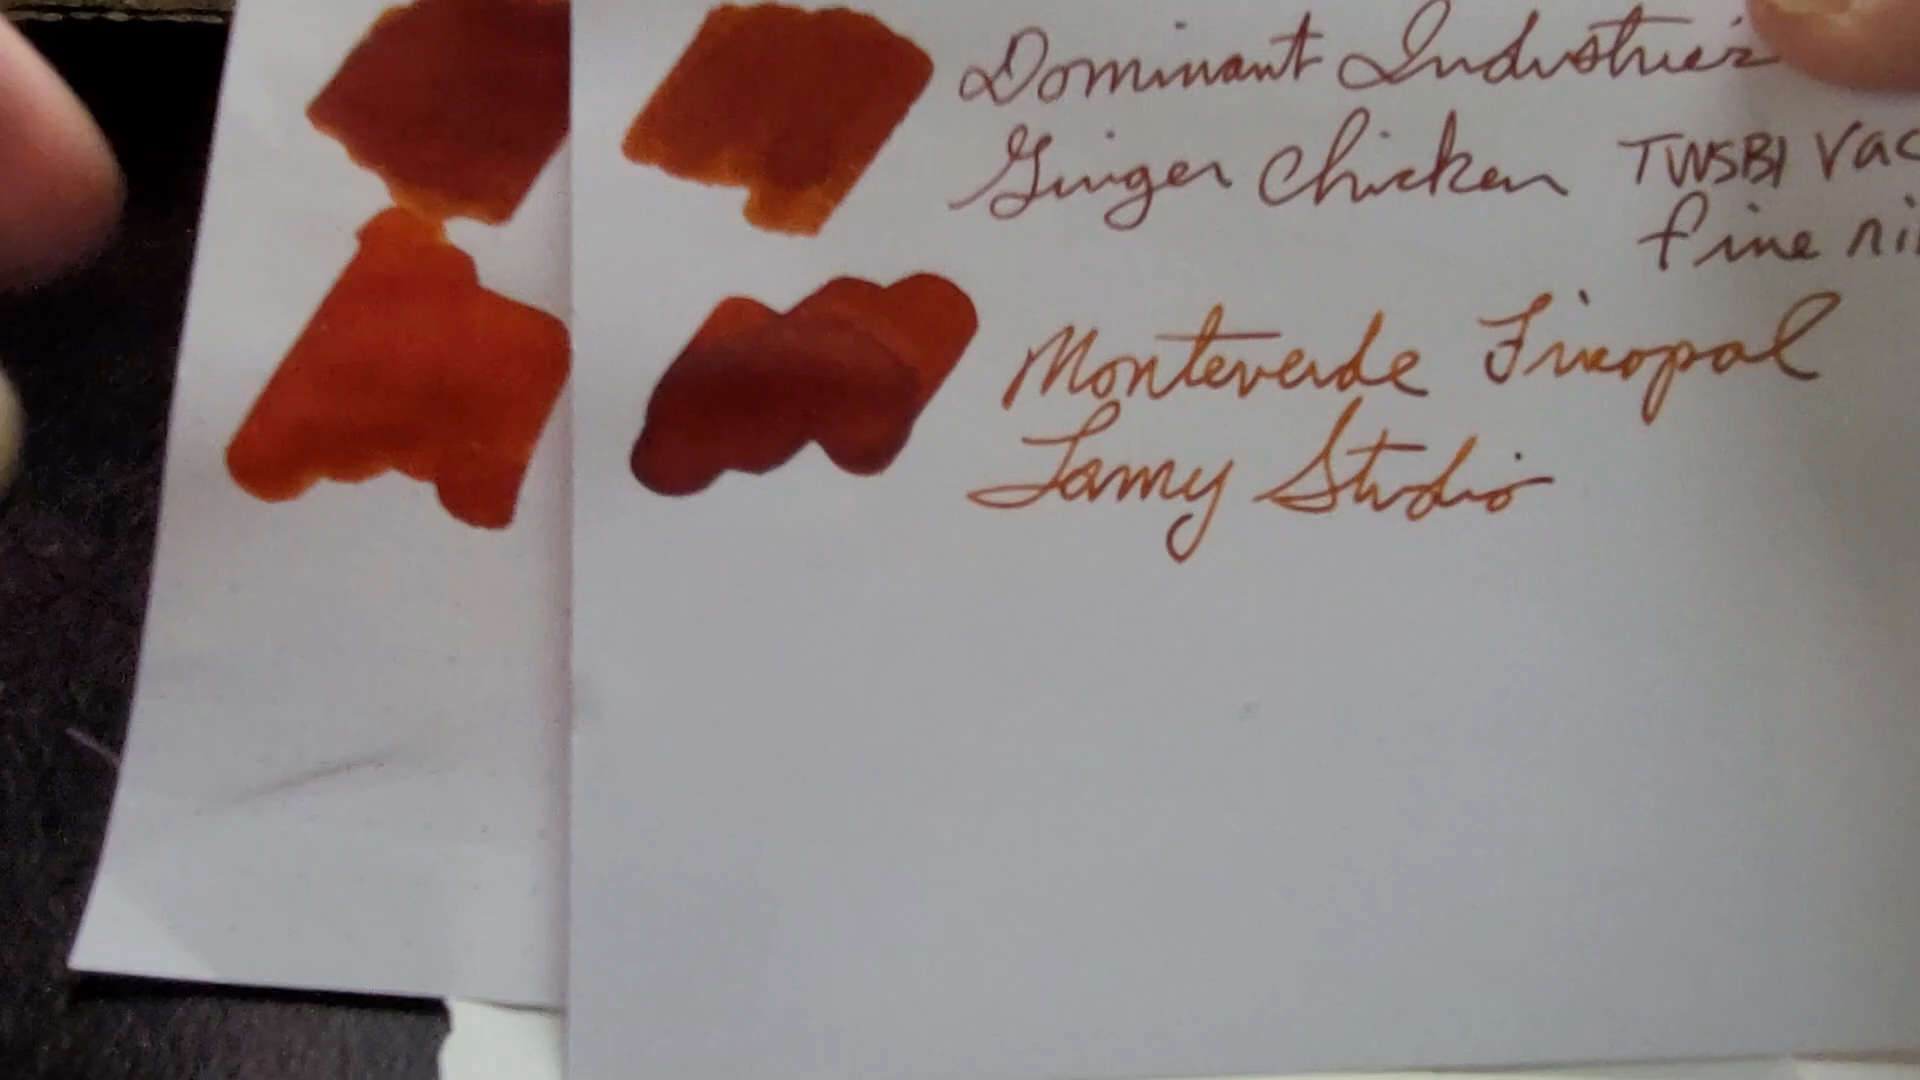 Dominant Industries
Ginger Chicken TWSBI Vac
fine ni
Monteverde Fireopal
Lamy Studio